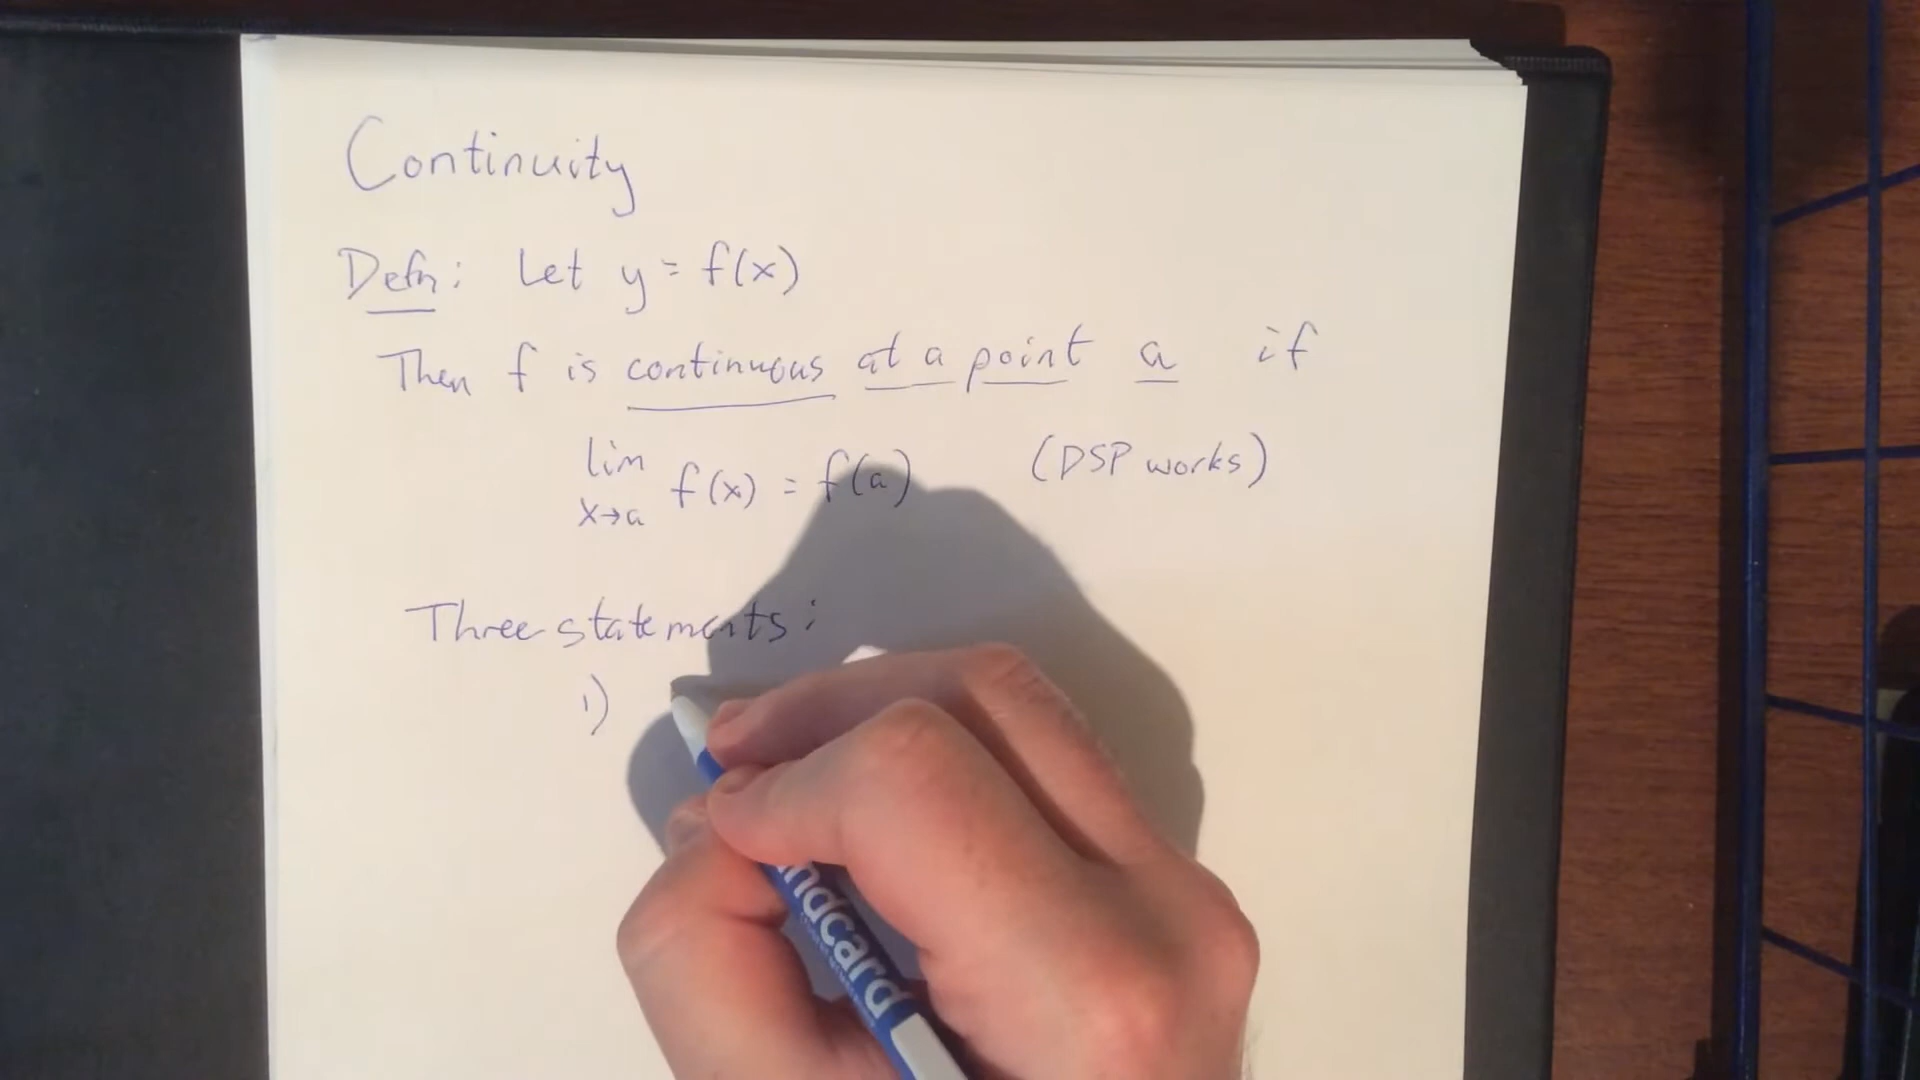 Continuity
Defn: Let y = f(x)
Then f is continuous at a point a if
lim x→a f(x) = f(a) (DSP works)
Three statements:
1)